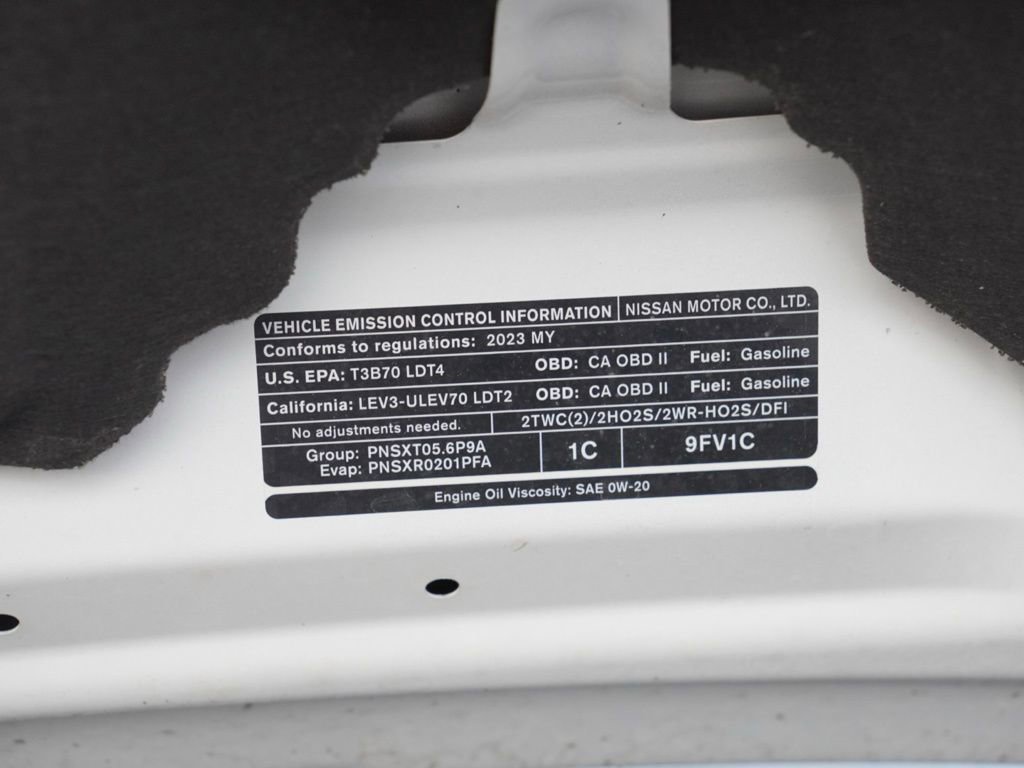 VEHICLE EMISSION CONTROL INFORMATION NISSAN MOTOR CO., LTD.
Conforms to regulations: 2023 MY
U.S. EPA: T3B70 LDT4 OBD: CA OBD II Fuel: Gasoline
California: LEV3-ULEV70 LDT2 OBD: CA OBD II Fuel: Gasoline
No adjustments needed. 2TWC(2)/2HO2S/2WR-HO2S/DFI
Group: PNSXT05.6P9A 1C 9FV1C
Evap: PNSXR0201PFA
Engine Oil Viscosity: SAE 0W-20